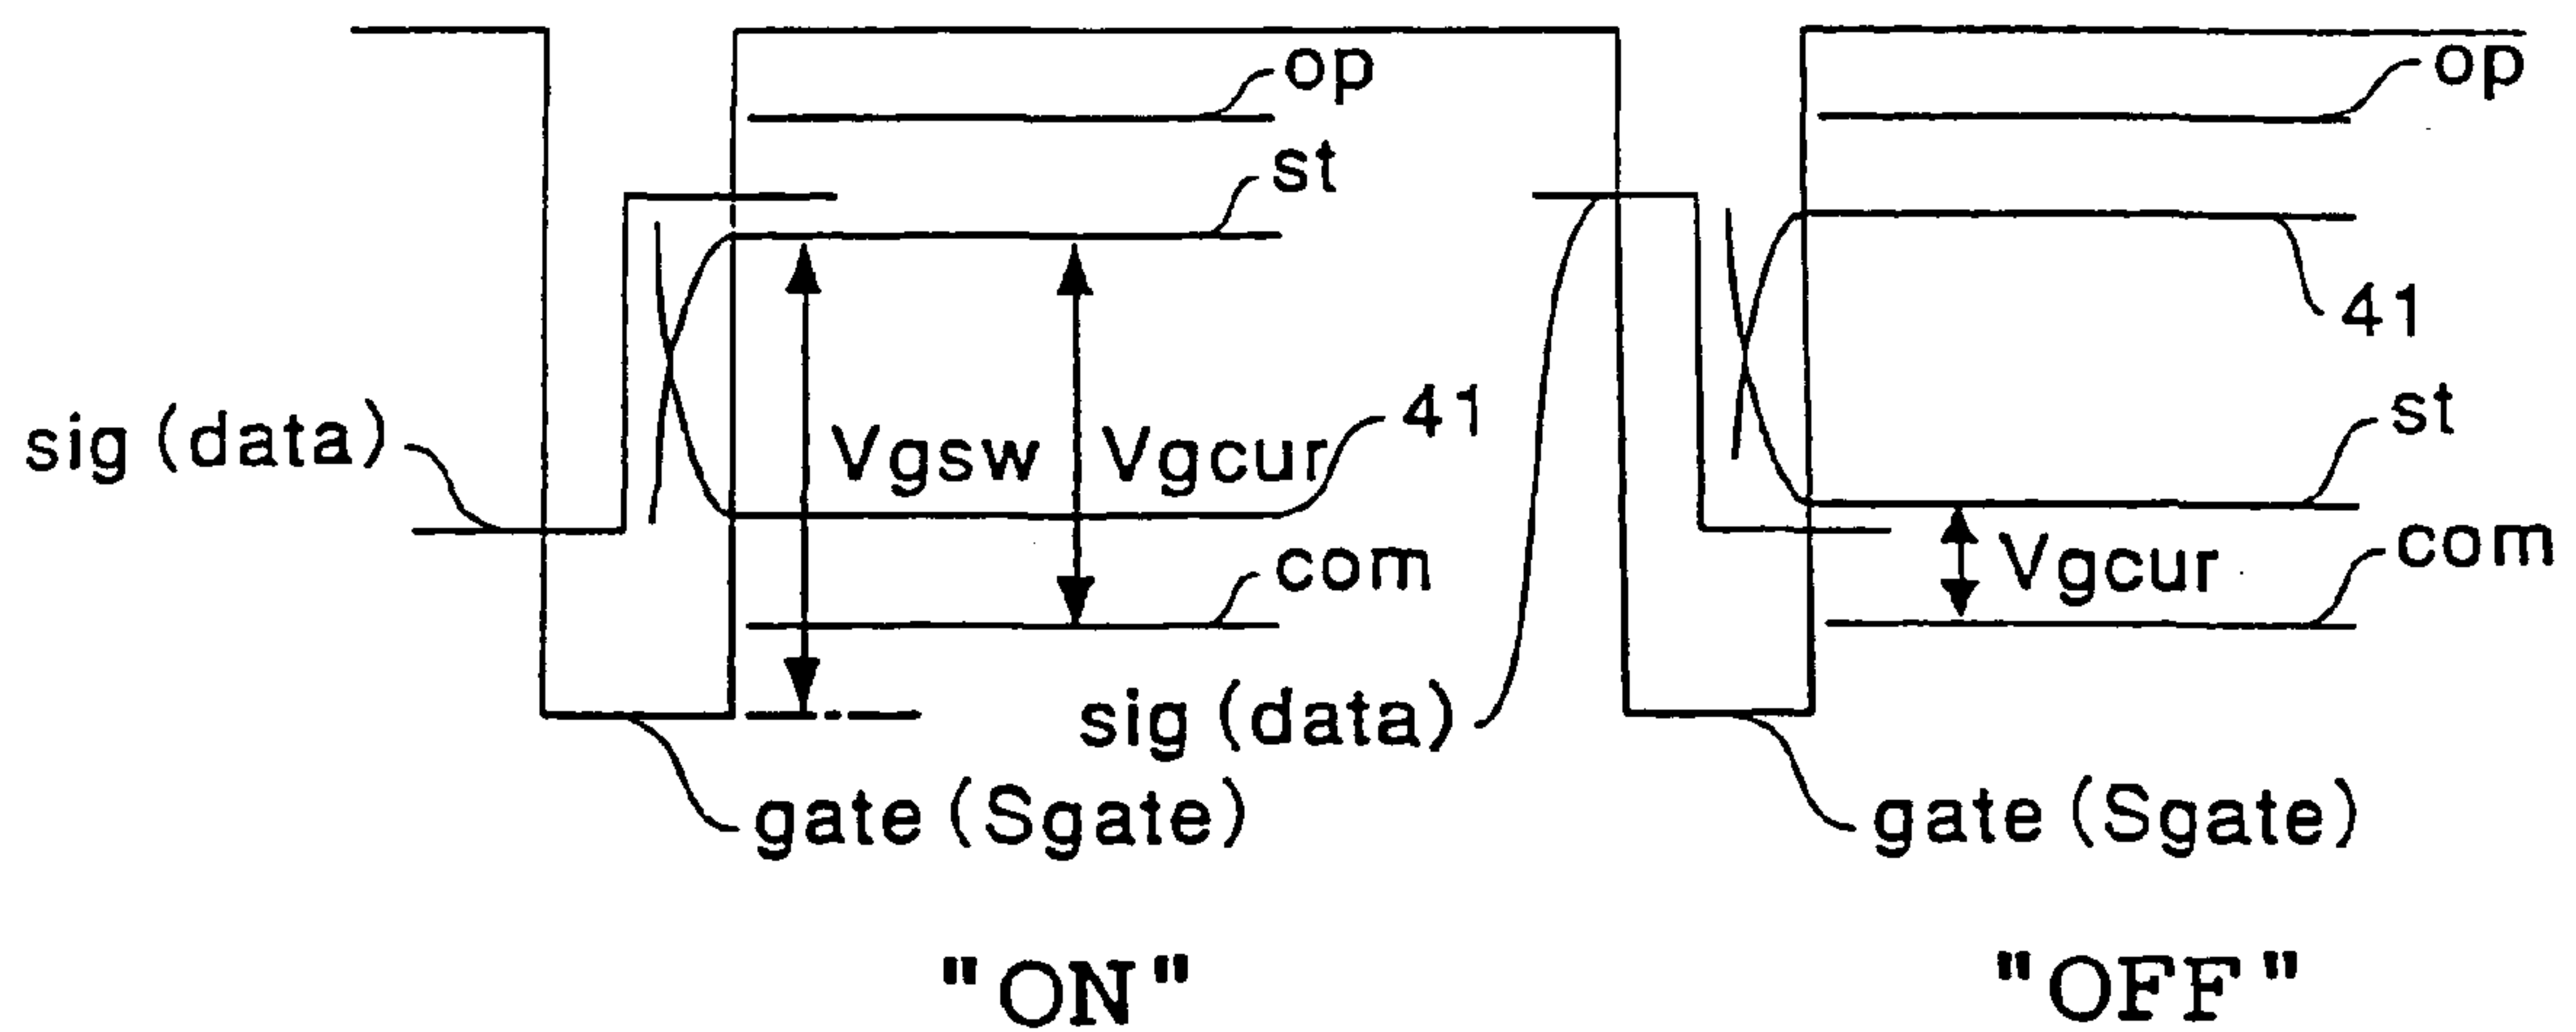 op
op
st
41
sig (data)
Vgsw
Vgcur
41
st
com
Vgcur
com
sig (data)
gate (Sgate)
gate (Sgate)
"ON"
"OFF"